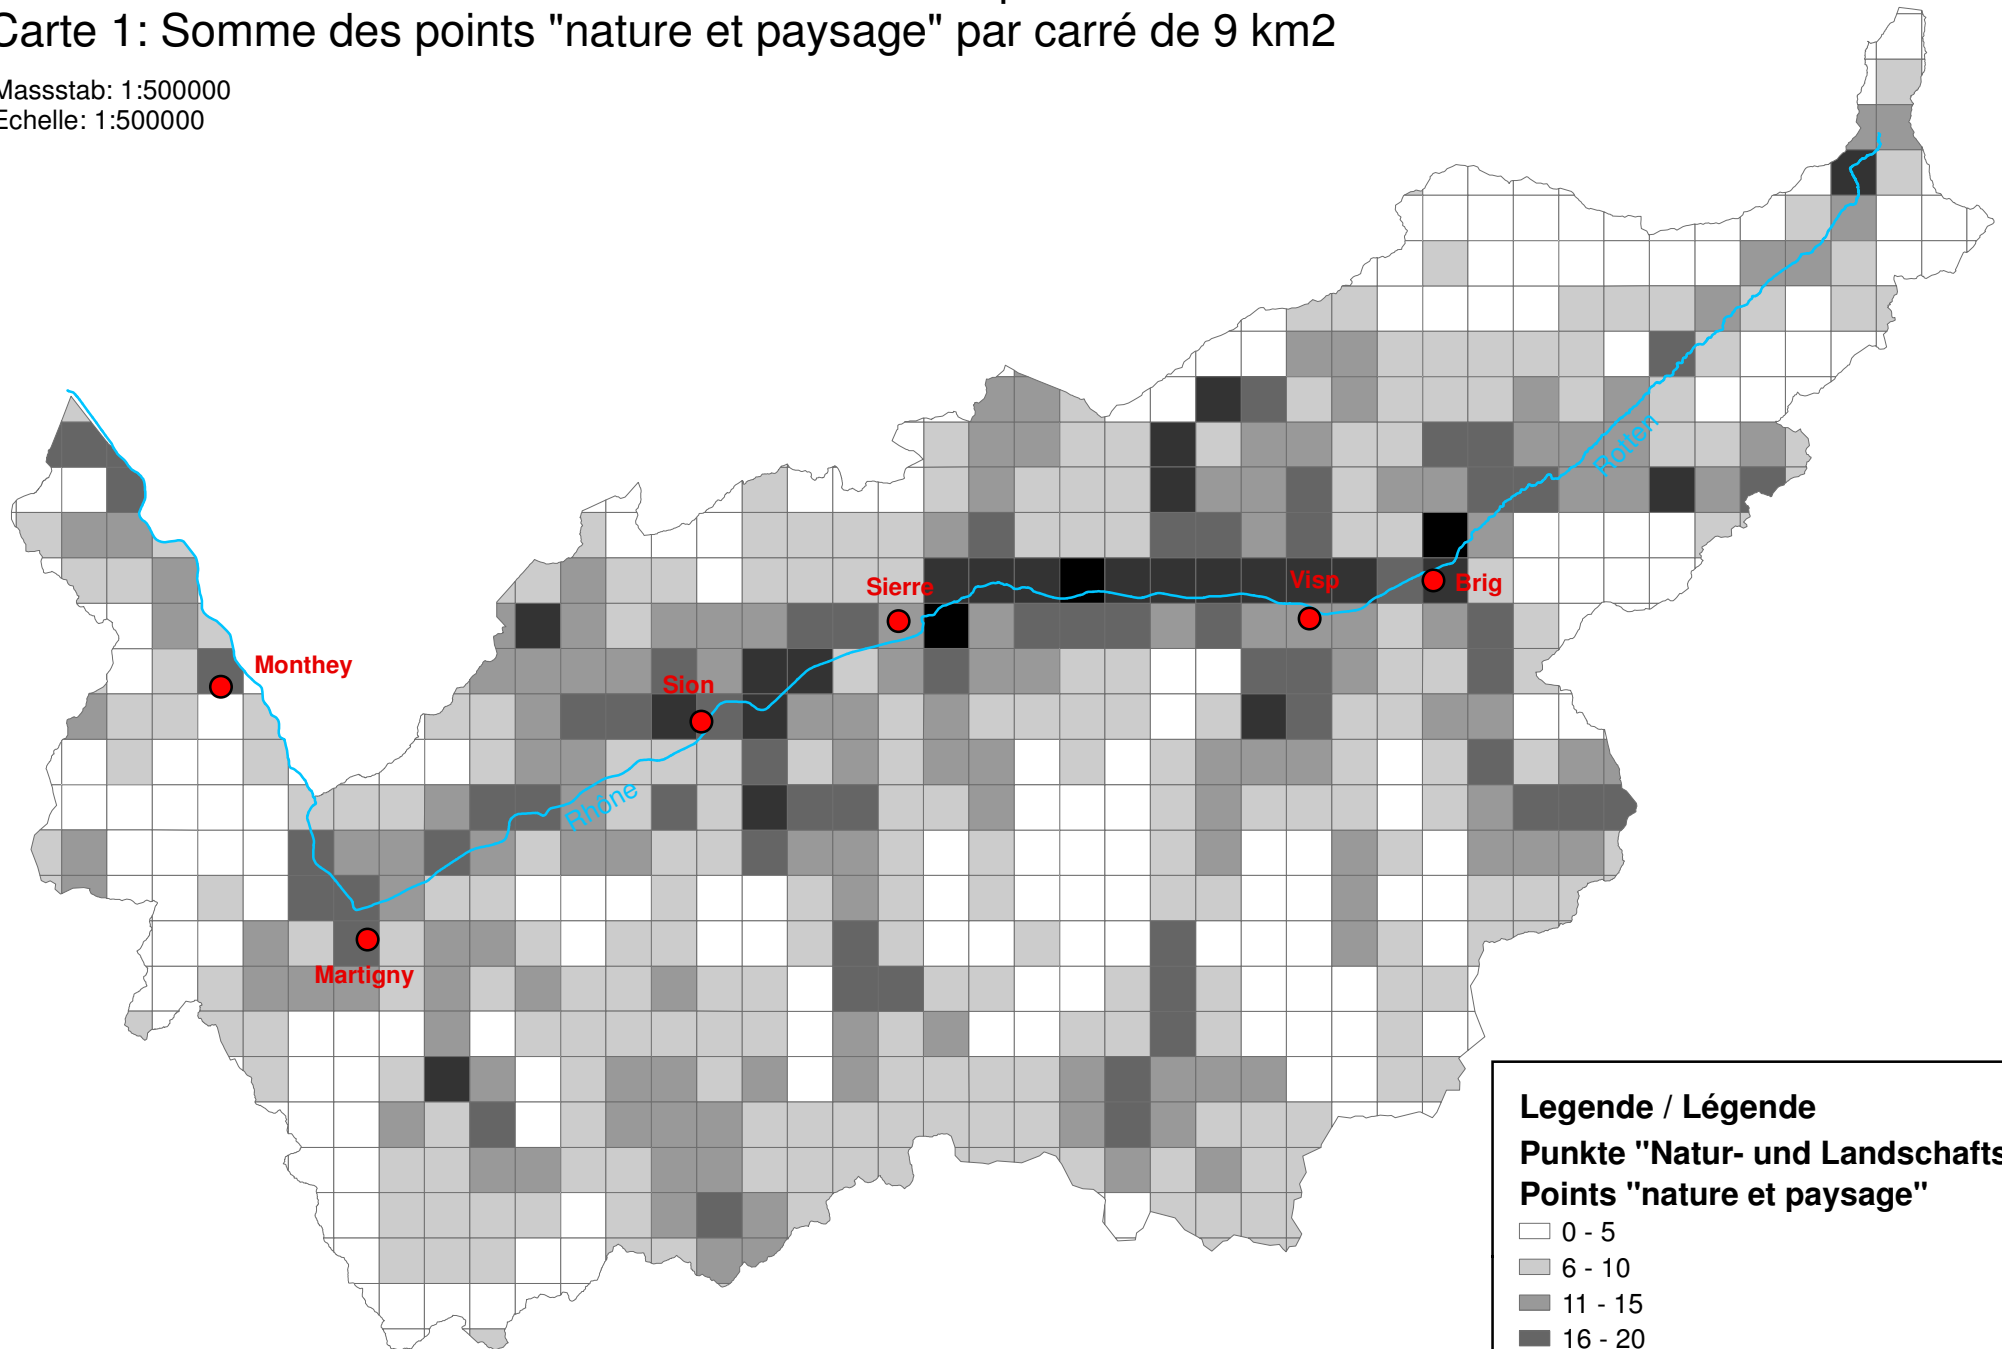 Carte 1: Somme des points "nature et paysage" par carré de 9 km2
Massstab: 1:500000
Echelle: 1:500000
Rotten
Sierre
Visp
Brig
Monthey
Sion
Rhône
Martigny
Legende / Légende
Punkte "Natur- und Landschafts
Points "nature et paysage"
0 - 5
6 - 10
11 - 15
16 - 20